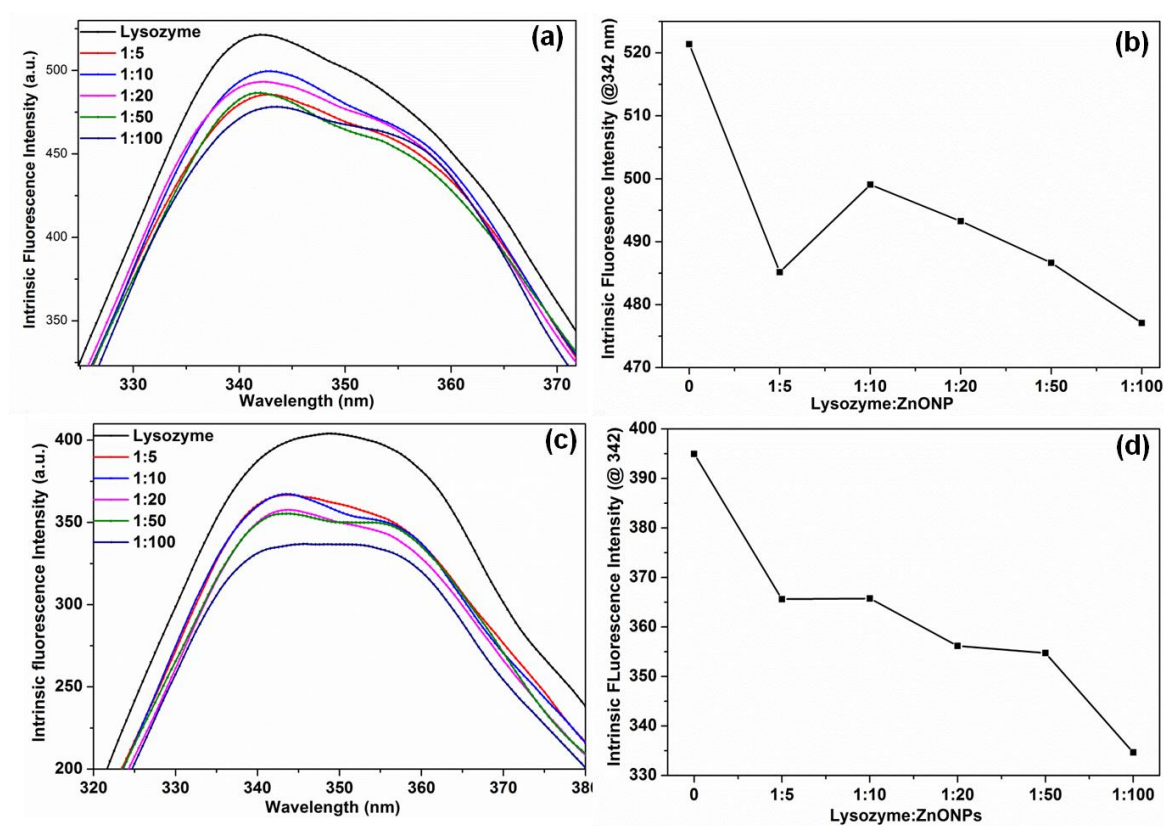 (a)
Lysozyme
1:5
1:10
1:20
1:50
1:100
500
450
400
350
330 340 350 360 370
Wavelength (nm)
Intrinsic Fluorescence Intensity (a.u.)
(b)
520
510
500
490
480
470
0 1:5 1:10 1:20 1:50 1:100
Lysozyme:ZnONP
Intrinsic Fluoresence Intensity (@342 nm)
(c)
Lysozyme
1:5
1:10
1:20
1:50
1:100
400
350
300
250
200
320 330 340 350 360 370 380
Wavelength (nm)
Intrinsic fluorescence Intensity (a.u.)
(d)
400
390
380
370
360
350
340
330
0 1:5 1:10 1:20 1:50 1:100
Lysozyme:ZnONPs
Intrinsic FLuorescence Intensity (@ 342)